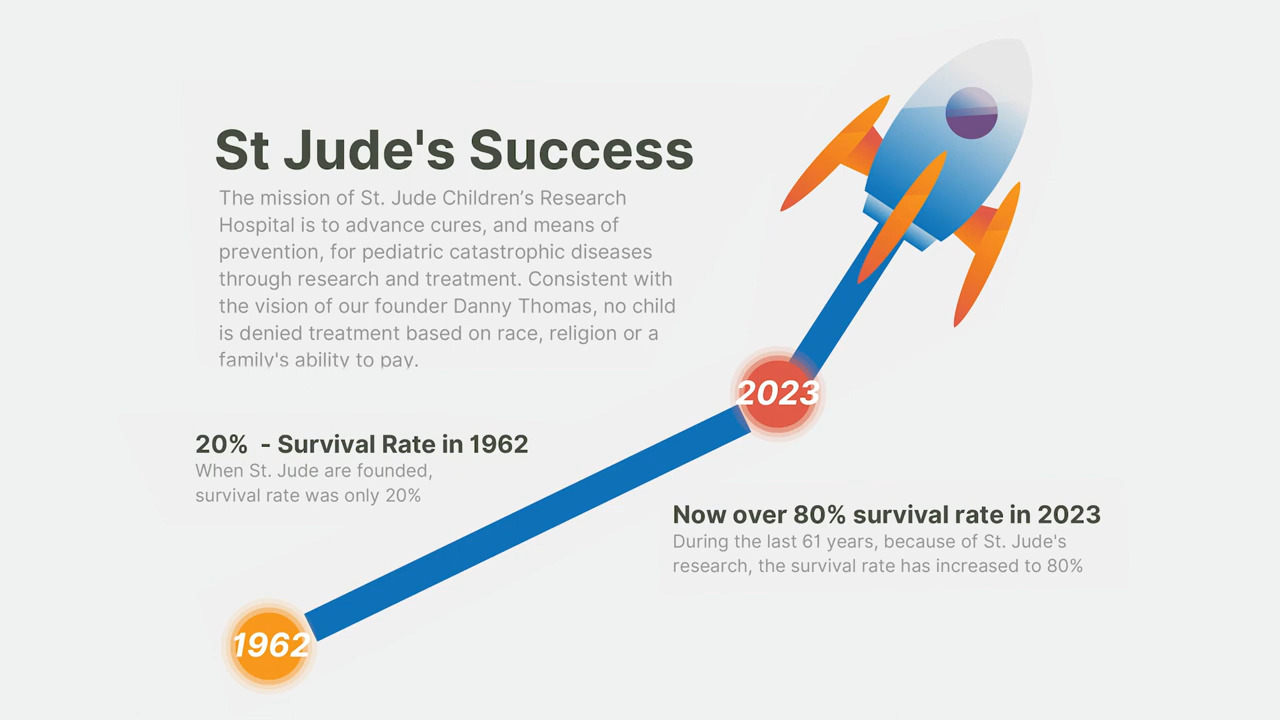 St Jude's Success
The mission of St. Jude Children’s Research
Hospital is to advance cures, and means of
prevention, for pediatric catastrophic diseases
through research and treatment. Consistent with
the vision of our founder Danny Thomas, no child
is denied treatment based on race, religion or a
family's ability to pay.
2023
20%  - Survival Rate in 1962
When St. Jude are founded,
survival rate was only 20%
Now over 80% survival rate in 2023
During the last 61 years, because of St. Jude's
research, the survival rate has increased to 80%
1962